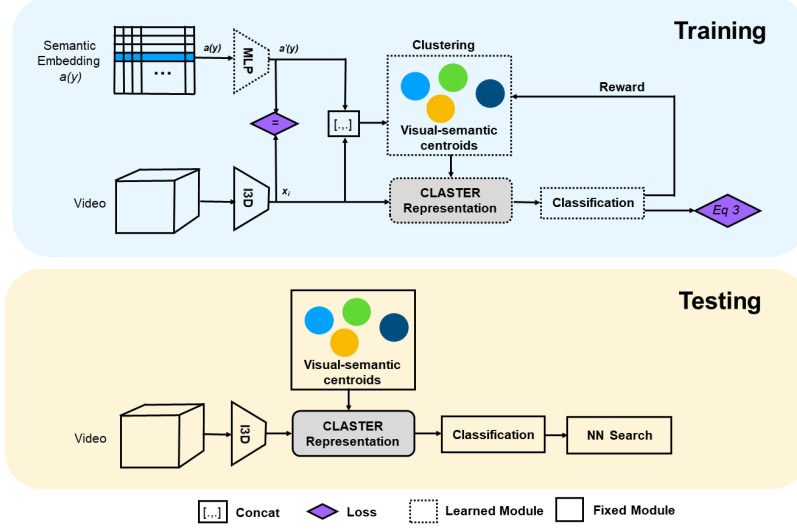 Training
Semantic
Embedding
a(y)
...
a(y)
MLP
a'(y)
Clustering
=
[.,.]
Visual-semantic
centroids
Reward
Video
I3D
xᵢ
CLASTER
Representation
Classification
Eq 3
Testing
Visual-semantic
centroids
Video
I3D
CLASTER
Representation
Classification
NN Search
[.,.] Concat
Loss
Learned Module
Fixed Module